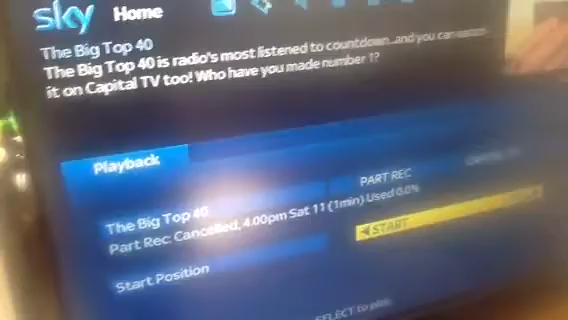 sky Home
The Big Top 40
The Big Top 40 is radio's most listened to countdown..and you can
it on Capital TV too! Who have you made number 1?
Playback
PART REC
The Big Top 40
Part Rec: Cancelled, 4.00pm Sat 11 (1min) Used 0.0%
START
Start Position
SELECT to play